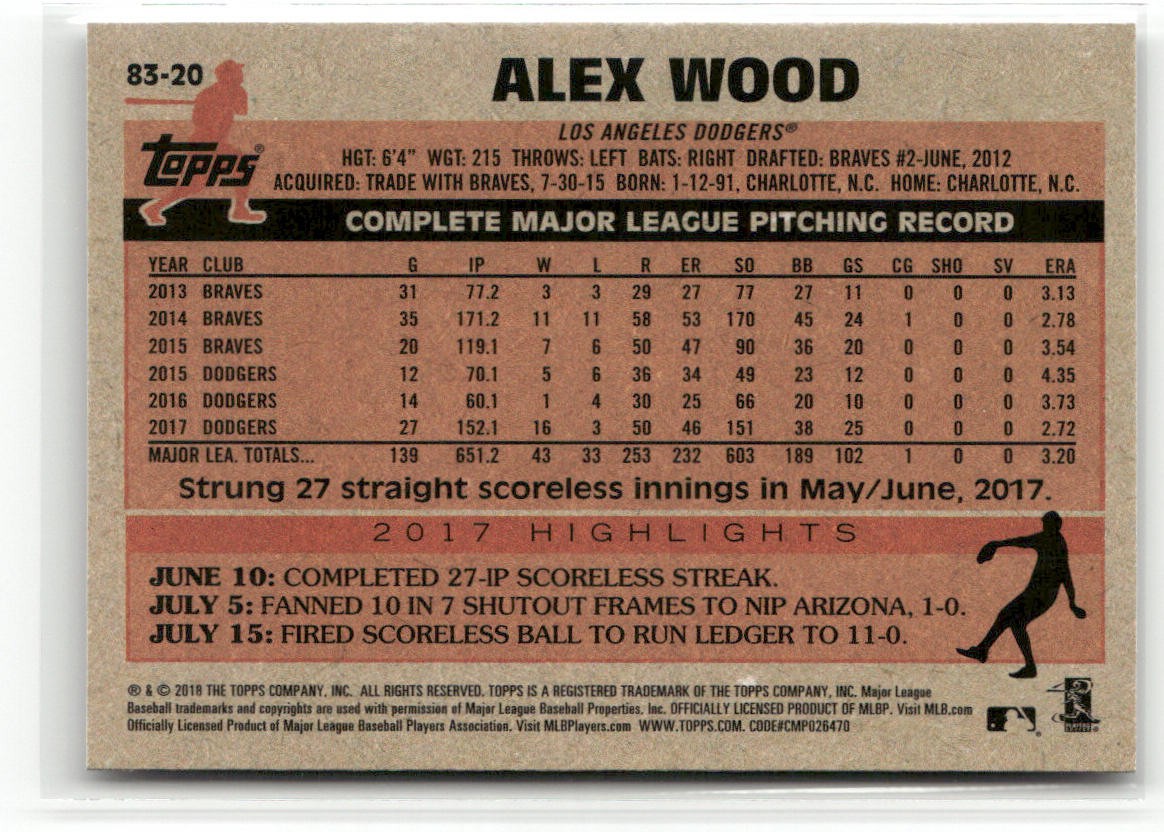 83-20
ALEX WOOD
LOS ANGELES DODGERS®
Topps®
HGT: 6'4" WGT: 215 THROWS: LEFT BATS: RIGHT DRAFTED: BRAVES #2-JUNE, 2012
ACQUIRED: TRADE WITH BRAVES, 7-30-15 BORN: 1-12-91, CHARLOTTE, N.C. HOME: CHARLOTTE, N.C.
COMPLETE MAJOR LEAGUE PITCHING RECORD
YEAR CLUB G IP W L R ER SO BB GS CG SHO SV ERA
2013 BRAVES 31 77.2 3 3 29 27 77 27 11 0 0 0 3.13
2014 BRAVES 35 171.2 11 11 58 53 170 45 24 1 0 0 2.78
2015 BRAVES 20 119.1 7 6 50 47 90 36 20 0 0 0 3.54
2015 DODGERS 12 70.1 5 6 36 34 49 23 12 0 0 0 4.35
2016 DODGERS 14 60.1 1 4 30 25 66 20 10 0 0 0 3.73
2017 DODGERS 27 152.1 16 3 50 46 151 38 25 0 0 0 2.72
MAJOR LEA. TOTALS... 139 651.2 43 33 253 232 603 189 102 1 0 0 3.20
Strung 27 straight scoreless innings in May/June, 2017.
2017 HIGHLIGHTS
JUNE 10: COMPLETED 27-IP SCORELESS STREAK.
JULY 5: FANNED 10 IN 7 SHUTOUT FRAMES TO NIP ARIZONA, 1-0.
JULY 15: FIRED SCORELESS BALL TO RUN LEDGER TO 11-0.
® & © 2018 THE TOPPS COMPANY, INC. ALL RIGHTS RESERVED. TOPPS IS A REGISTERED TRADEMARK OF THE TOPPS COMPANY, INC. Major League
Baseball trademarks and copyrights are used with permission of Major League Baseball Properties, Inc. OFFICIALLY LICENSED PRODUCT OF MLBP. Visit MLB.com
Officially Licensed Product of Major League Baseball Players Association. Visit MLBPlayers.com WWW.TOPPS.COM. CODE#CMP026470